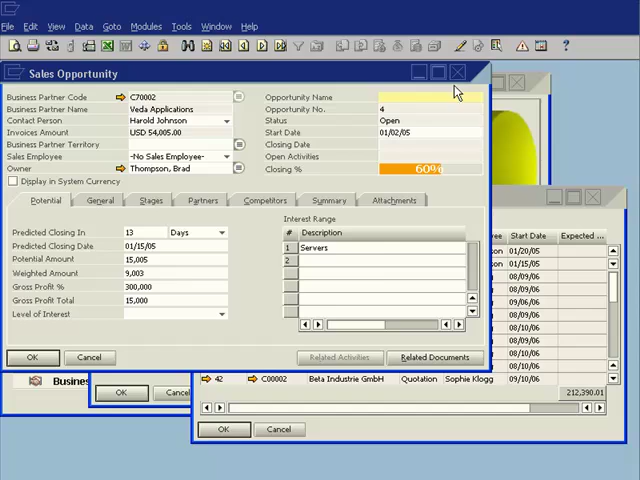 File Edit View Data Goto Modules Tools Window Help
Sales Opportunity
Business Partner Code C70002
Business Partner Name Veda Applications
Contact Person Harold Johnson
Invoices Amount USD 54,005.00
Business Partner Territory
Sales Employee -No Sales Employee-
Owner Thompson, Brad
Display in System Currency
Opportunity Name
Opportunity No. 4
Status Open
Start Date 01/02/05
Closing Date
Open Activities
Closing % 60%
Potential General Stages Partners Competitors Summary Attachments
Predicted Closing In 13 Days
Predicted Closing Date 01/15/05
Potential Amount 15,005
Weighted Amount 9,003
Gross Profit % 300,000
Gross Profit Total 15,000
Level of Interest
Interest Range
# Description
1 Servers
2
OK Cancel Related Activities Related Documents
Start Date Expected ...
01/20/05
01/15/05
08/09/06
08/09/06
09/06/06
08/09/06
08/09/06
08/10/06
08/10/06
08/10/06
42 C00002 Beta Industrie GmbH Quotation Sophie Klogg 09/10/06
212,390.01
Busines
OK Cancel
OK Cancel